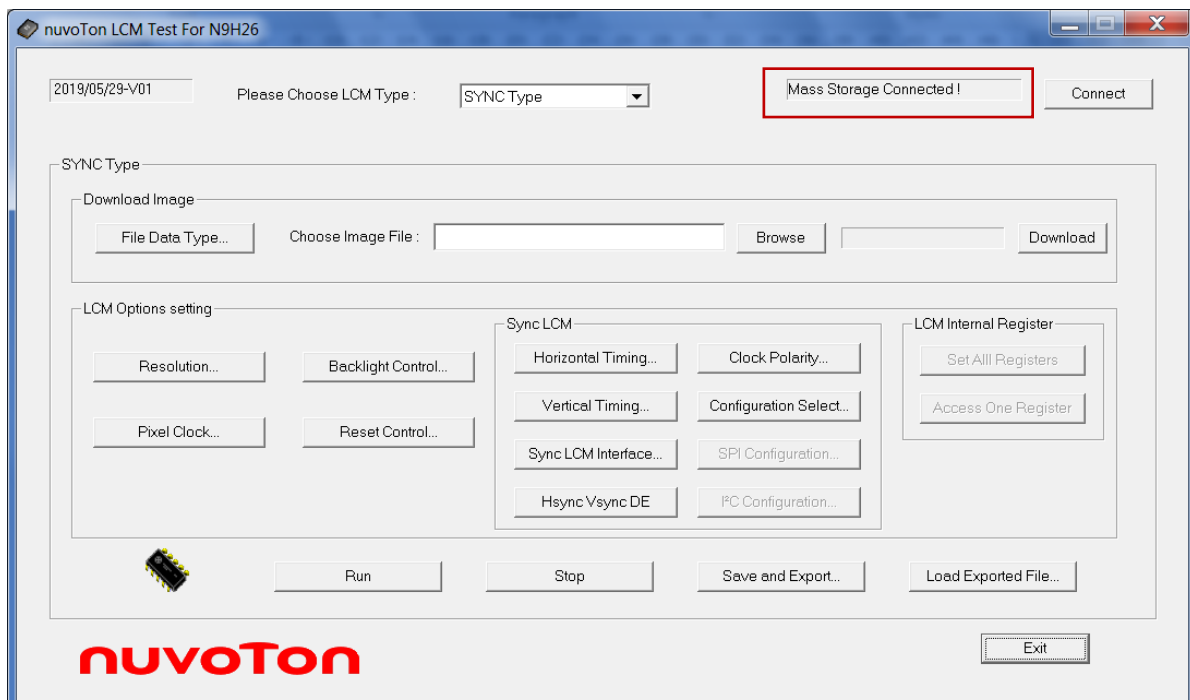 nuvoTon LCM Test For N9H26
2019/05/29-V01
Please Choose LCM Type :
SYNC Type
Mass Storage Connected !
Connect
SYNC Type
Download Image
File Data Type...
Choose Image File :
Browse
Download
LCM Options setting
Sync LCM
LCM Internal Register
Resolution...
Backlight Control...
Horizontal Timing...
Clock Polarity...
Set Alll Registers
Pixel Clock...
Reset Control...
Vertical Timing...
Configuration Select...
Access One Register
Sync LCM Interface...
SPI Configuration...
Hsync Vsync DE
I²C Configuration...
Run
Stop
Save and Export...
Load Exported File...
nuvoTon
Exit